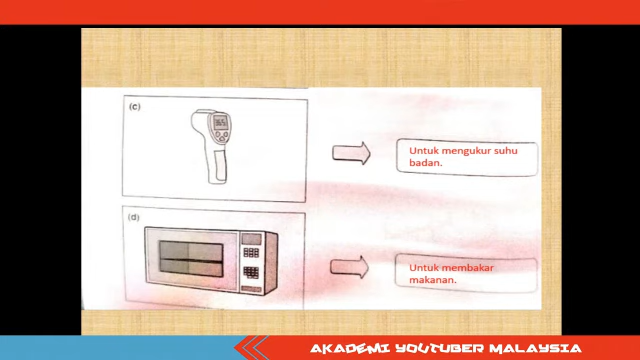 (c)
Untuk mengukur suhu
badan.
(d)
Untuk membakar
makanan.
AKADEMI YOUTUBER MALAYSIA